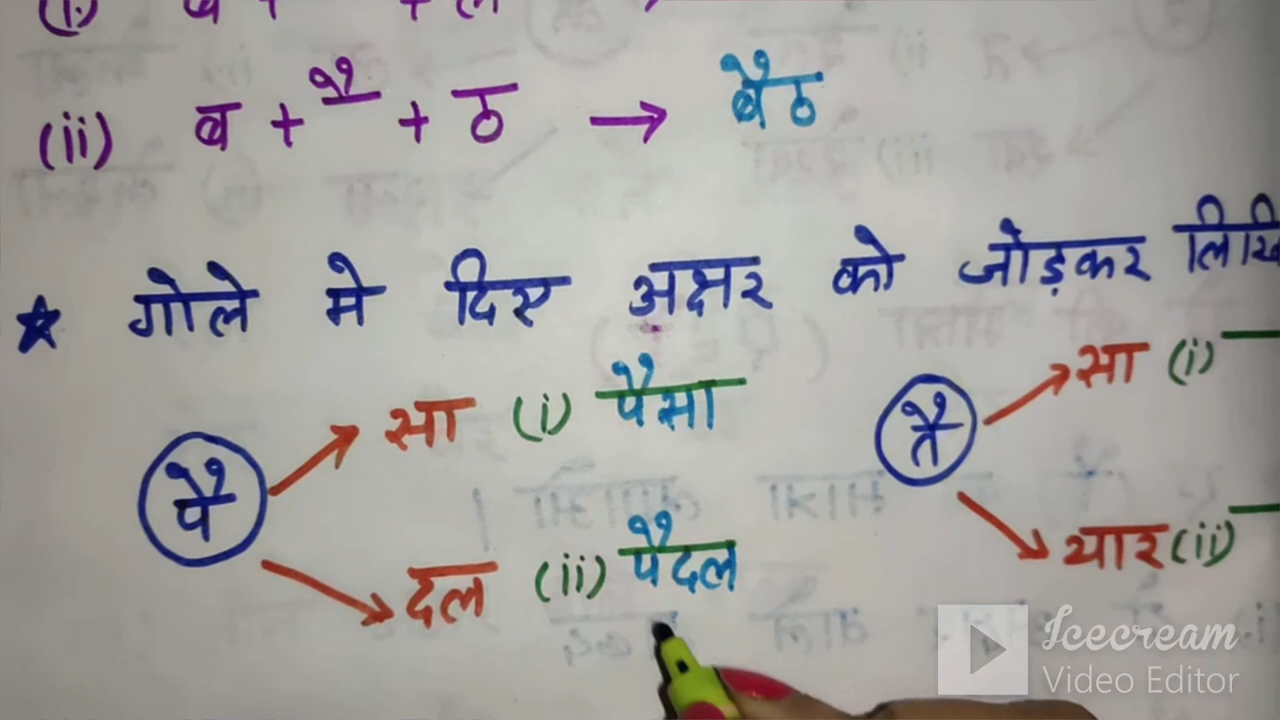 (ii) ब + ै + ठ → बैठ
★ गोले मे दिए अक्षर को जोड़कर
सा (i) पैसा
पै
दल (ii) पैदल
सा (i)
तै
यार (ii)
Icecream
Video Editor